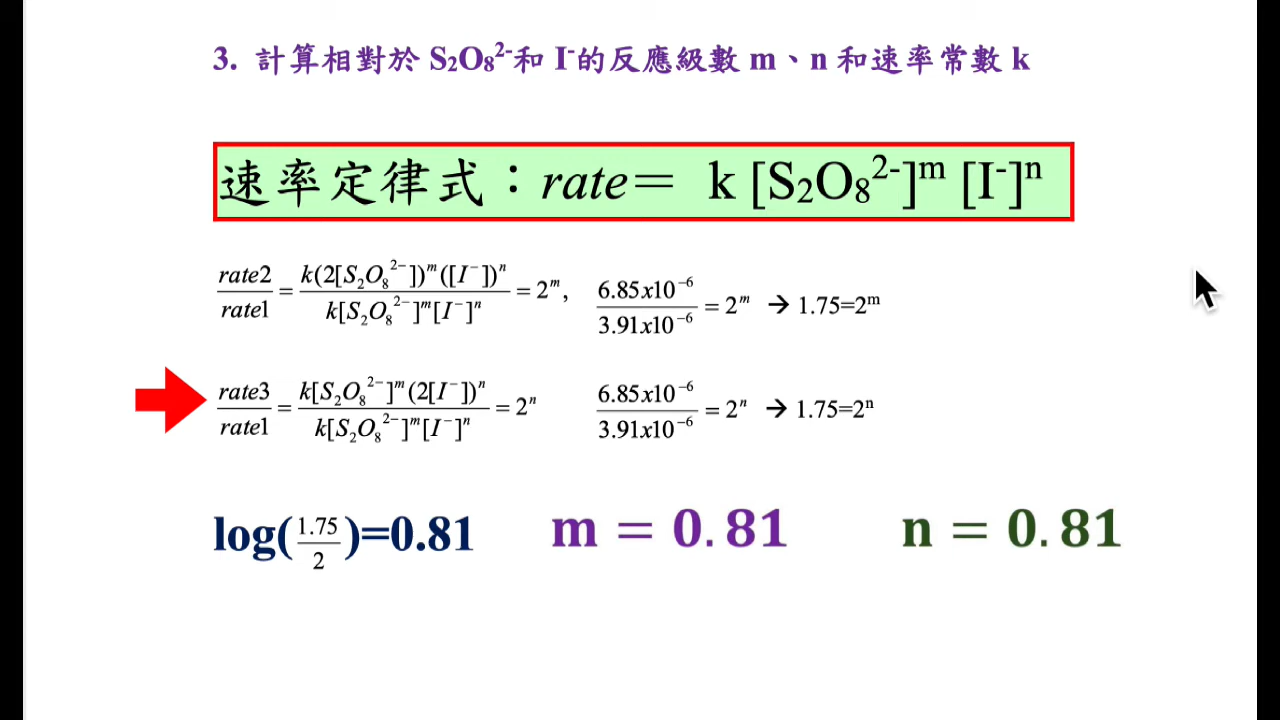 3. 計算相對於 S₂O₈²⁻和 I⁻的反應級數 m、n 和速率常數 k
速率定律式：rate＝ k [S₂O₈²⁻]ᵐ [I⁻]ⁿ
rate2/rate1 = k(2[S₂O₈²⁻])ᵐ([I⁻])ⁿ / k[S₂O₈²⁻]ᵐ[I⁻]ⁿ = 2ᵐ, 6.85x10⁻⁶/3.91x10⁻⁶ = 2ᵐ → 1.75=2ᵐ
rate3/rate1 = k[S₂O₈²⁻]ᵐ(2[I⁻])ⁿ / k[S₂O₈²⁻]ᵐ[I⁻]ⁿ = 2ⁿ 6.85x10⁻⁶/3.91x10⁻⁶ = 2ⁿ → 1.75=2ⁿ
log(1.75/2)=0.81 m = 0.81 n = 0.81